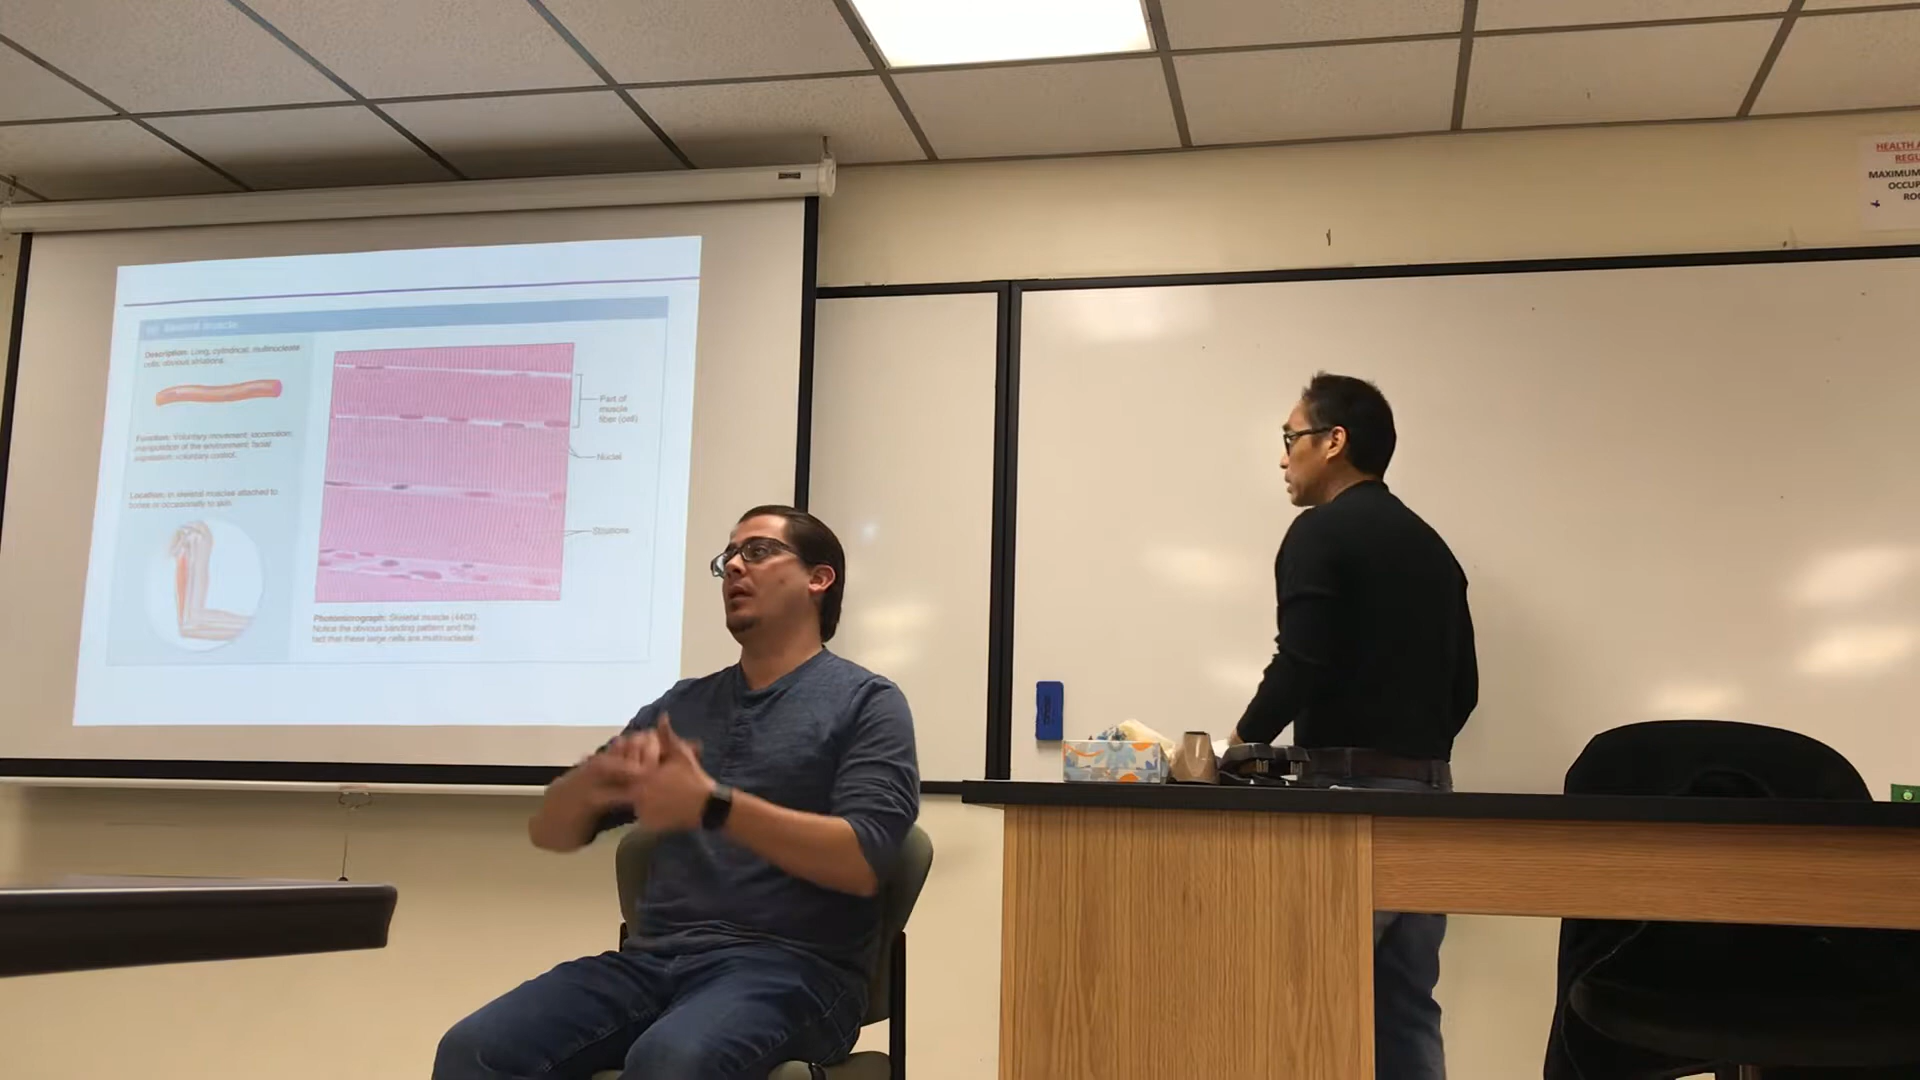 Skeletal muscle
Description: Long, cylindrical, multinucleate
cells; obvious striations.
Function: Voluntary movement; locomotion;
manipulation of the environment; facial
expression; voluntary control.
Location: In skeletal muscles attached to
bones or occasionally to skin.
Part of
muscle
fiber (cell)
Nuclei
Striations
Photomicrograph: Skeletal muscle (440X).
Notice the obvious banding pattern and the
fact that these large cells are multinucleate.
HEALTH
REGU
MAXIMUM
OCCUP
ROO